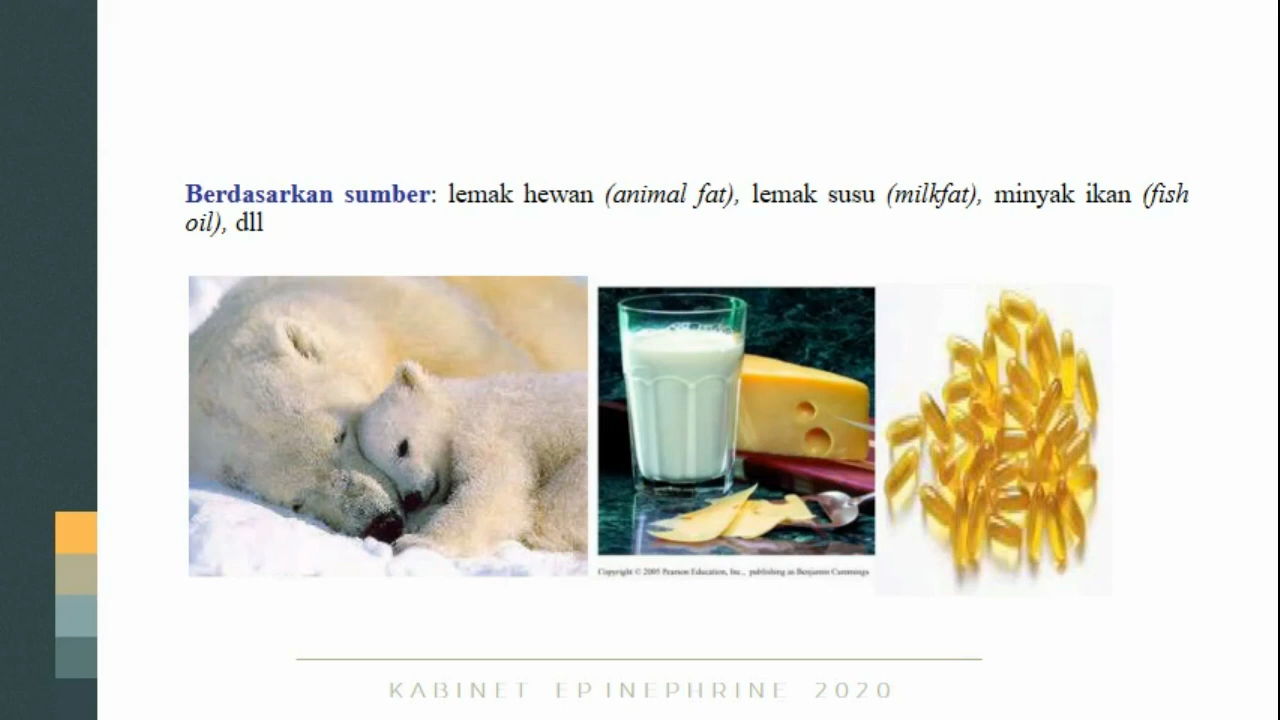 Berdasarkan sumber: lemak hewan (animal fat), lemak susu (milkfat), minyak ikan (fish
oil), dll
Copyright © 2005 Pearson Education, Inc., publishing as Benjamin Cummings
KABINET EPINEPHRINE 2020